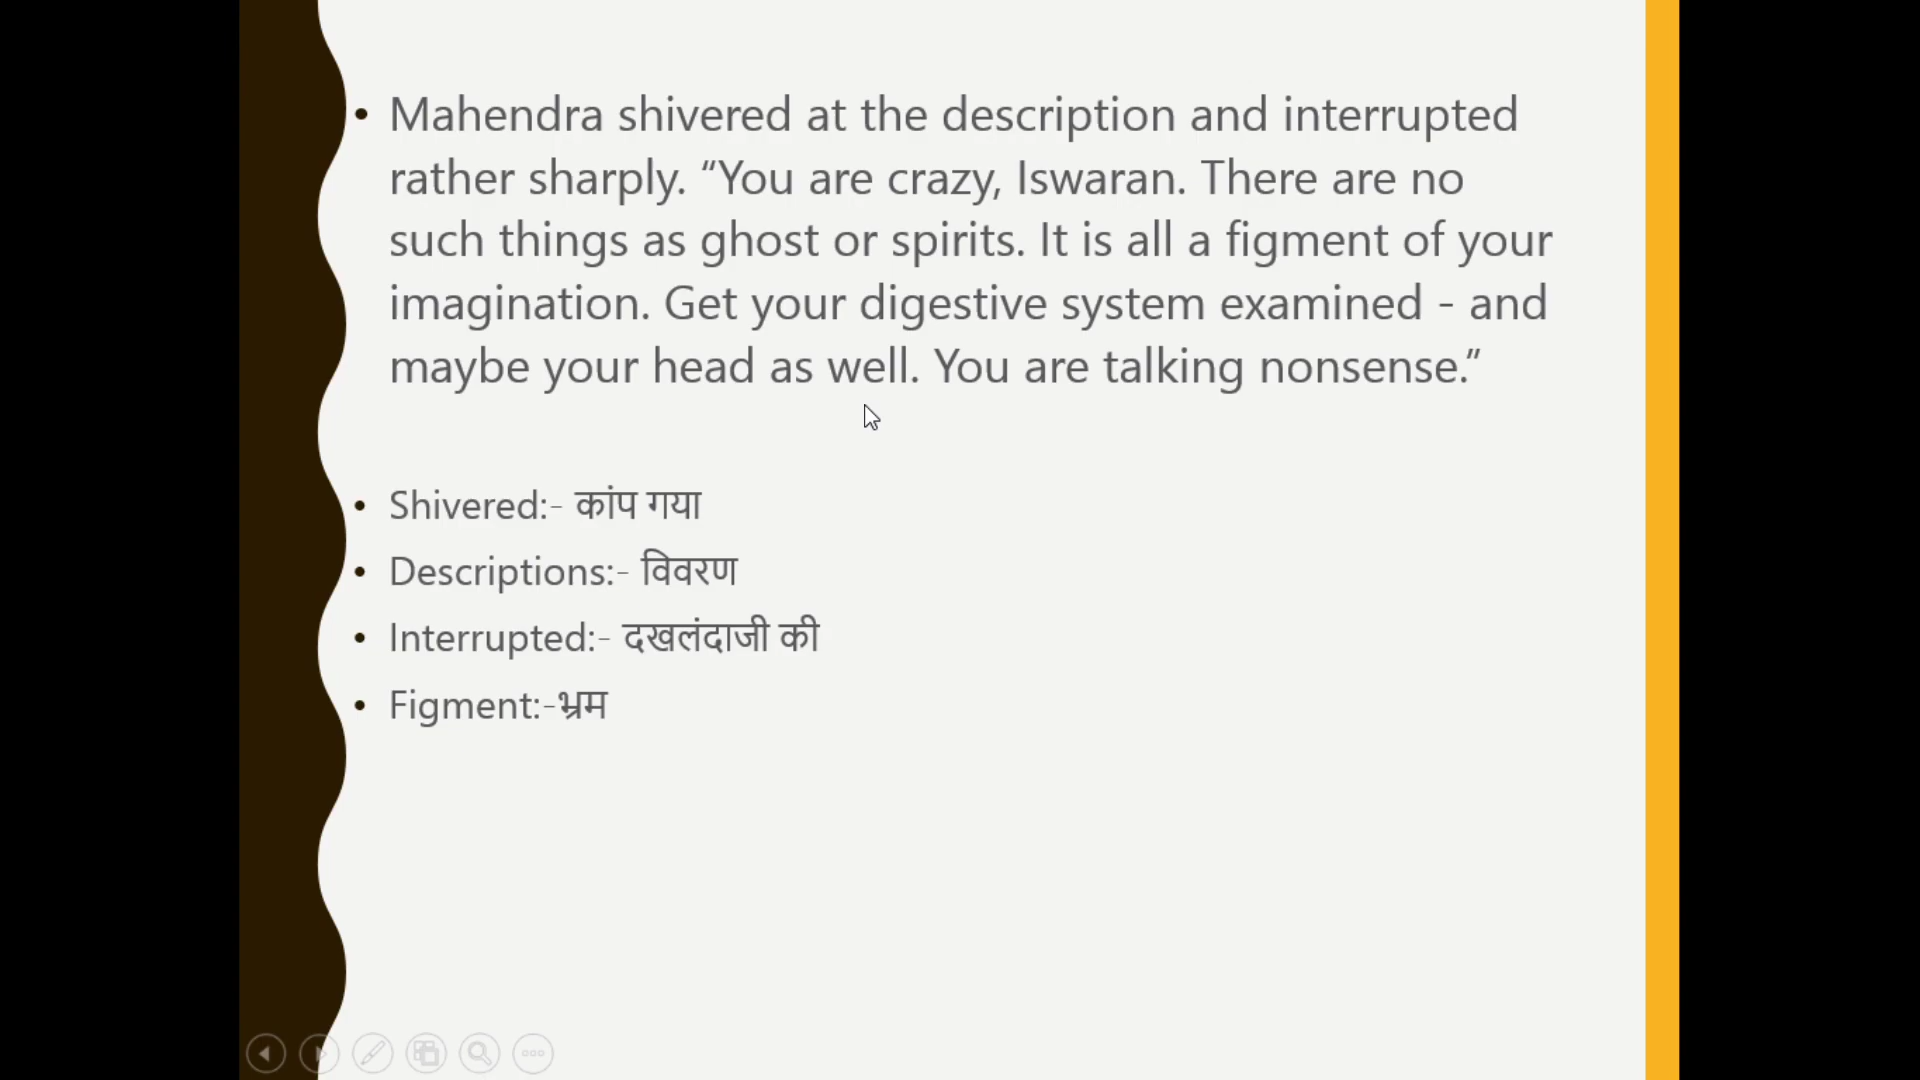 • Mahendra shivered at the description and interrupted
rather sharply. “You are crazy, Iswaran. There are no
such things as ghost or spirits. It is all a figment of your
imagination. Get your digestive system examined - and
maybe your head as well. You are talking nonsense.”
• Shivered:- कांप गया
• Descriptions:- विवरण
• Interrupted:- दखलंदाजी की
• Figment:-भ्रम